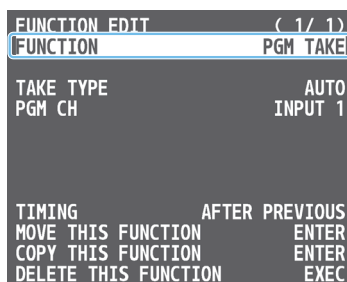 FUNCTION EDIT ( 1/ 1)
FUNCTION PGM TAKE
TAKE TYPE AUTO
PGM CH INPUT 1
TIMING AFTER PREVIOUS
MOVE THIS FUNCTION ENTER
COPY THIS FUNCTION ENTER
DELETE THIS FUNCTION EXEC